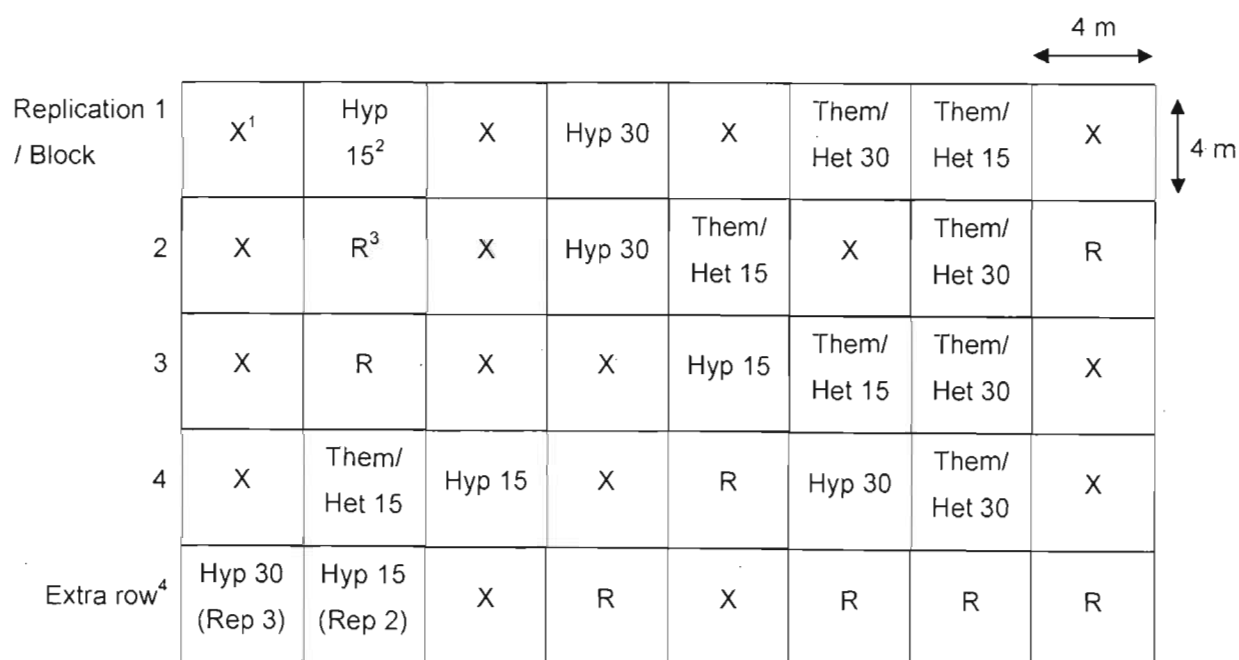 4 m
Replication 1
/ Block
X¹
Hyp
15²
X
Hyp 30
X
Them/
Het 30
Them/
Het 15
X
4 m
2
X
R³
X
Hyp 30
Them/
Het 15
X
Them/
Het 30
R
3
X
R
X
X
Hyp 15
Them/
Het 15
Them/
Het 30
X
4
X
Them/
Het 15
Hyp 15
X
R
Hyp 30
Them/
Het 30
X
Extra row⁴
Hyp 30
(Rep 3)
Hyp 15
(Rep 2)
X
R
X
R
R
R